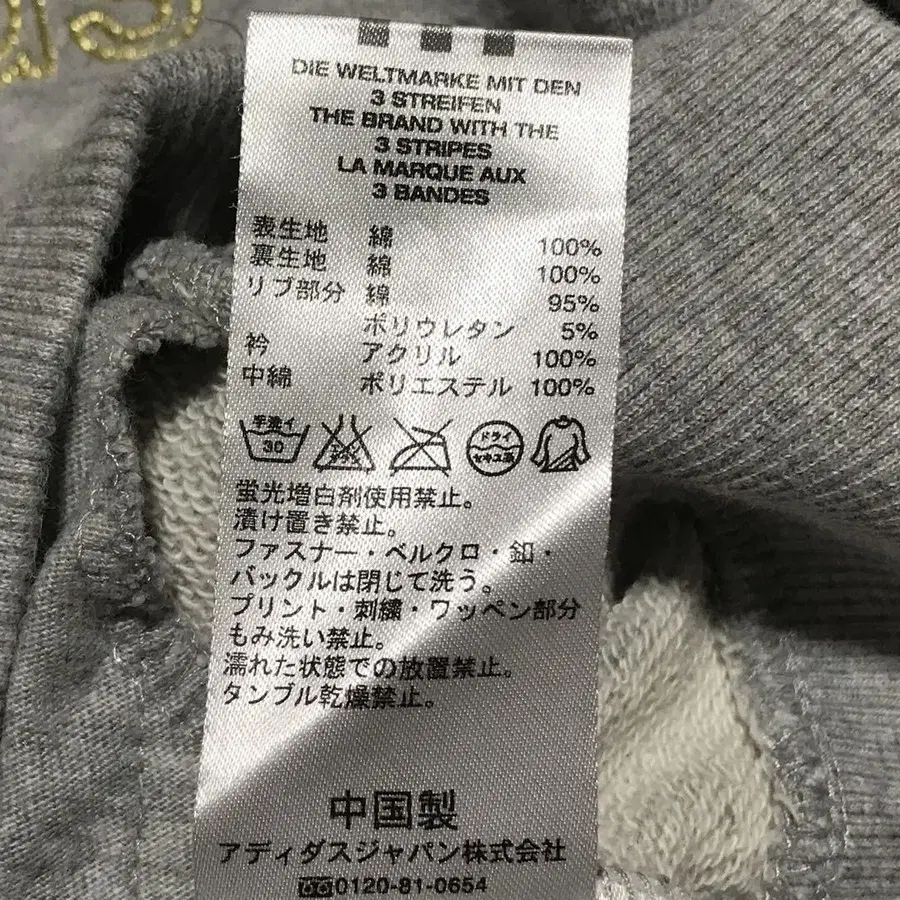 DIE WELTMARKE MIT DEN
3 STREIFEN
THE BRAND WITH THE
3 STRIPES
LA MARQUE AUX
3 BANDES
表生地 綿 100%
裏生地 綿 100%
リブ部分 綿 95%
ポリウレタン 5%
衿 アクリル 100%
中綿 ポリエステル 100%
手洗イ
30
ドライ
セキユ系
蛍光増白剤使用禁止。
漬け置き禁止。
ファスナー・ベルクロ・釦・
バックルは閉じて洗う。
プリント・刺繍・ワッペン部分
もみ洗い禁止。
濡れた状態での放置禁止。
タンブル乾燥禁止。
中国製
アディダスジャパン株式会社
0120-81-0654